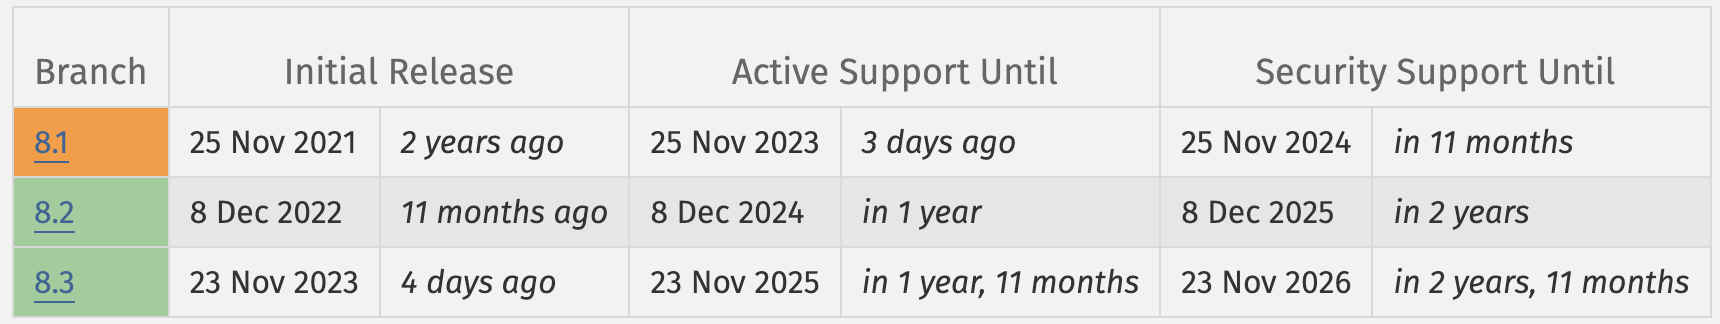 Branch Initial Release Active Support Until Security Support Until
8.1 25 Nov 2021 2 years ago 25 Nov 2023 3 days ago 25 Nov 2024 in 11 months
8.2 8 Dec 2022 11 months ago 8 Dec 2024 in 1 year 8 Dec 2025 in 2 years
8.3 23 Nov 2023 4 days ago 23 Nov 2025 in 1 year, 11 months 23 Nov 2026 in 2 years, 11 months